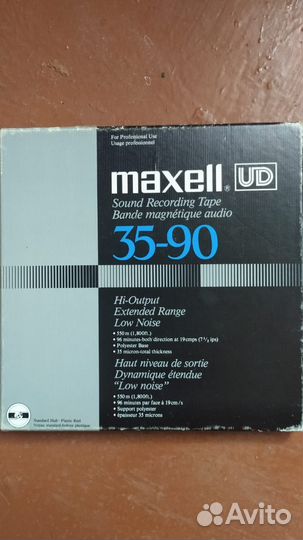 For Professional Use
Usage professionnel
maxell® UD
Sound Recording Tape
Bande magnétique audio
35-90
Hi-Output
Extended Range
Low Noise
• 550 m (1,800ft.)
• 96 minutes-both direction at 19cmps (7½ ips)
• Polyester Base
• 35 micron-total thickness
Haut niveau de sortie
Dynamique étendue
"Low noise"
• 550 m (1,800ft.)
• 96 minutes par face à 19cm/s
• Support polyester
• épaisseur 35 microns
Standard Hub · Plastic Reel
Avito